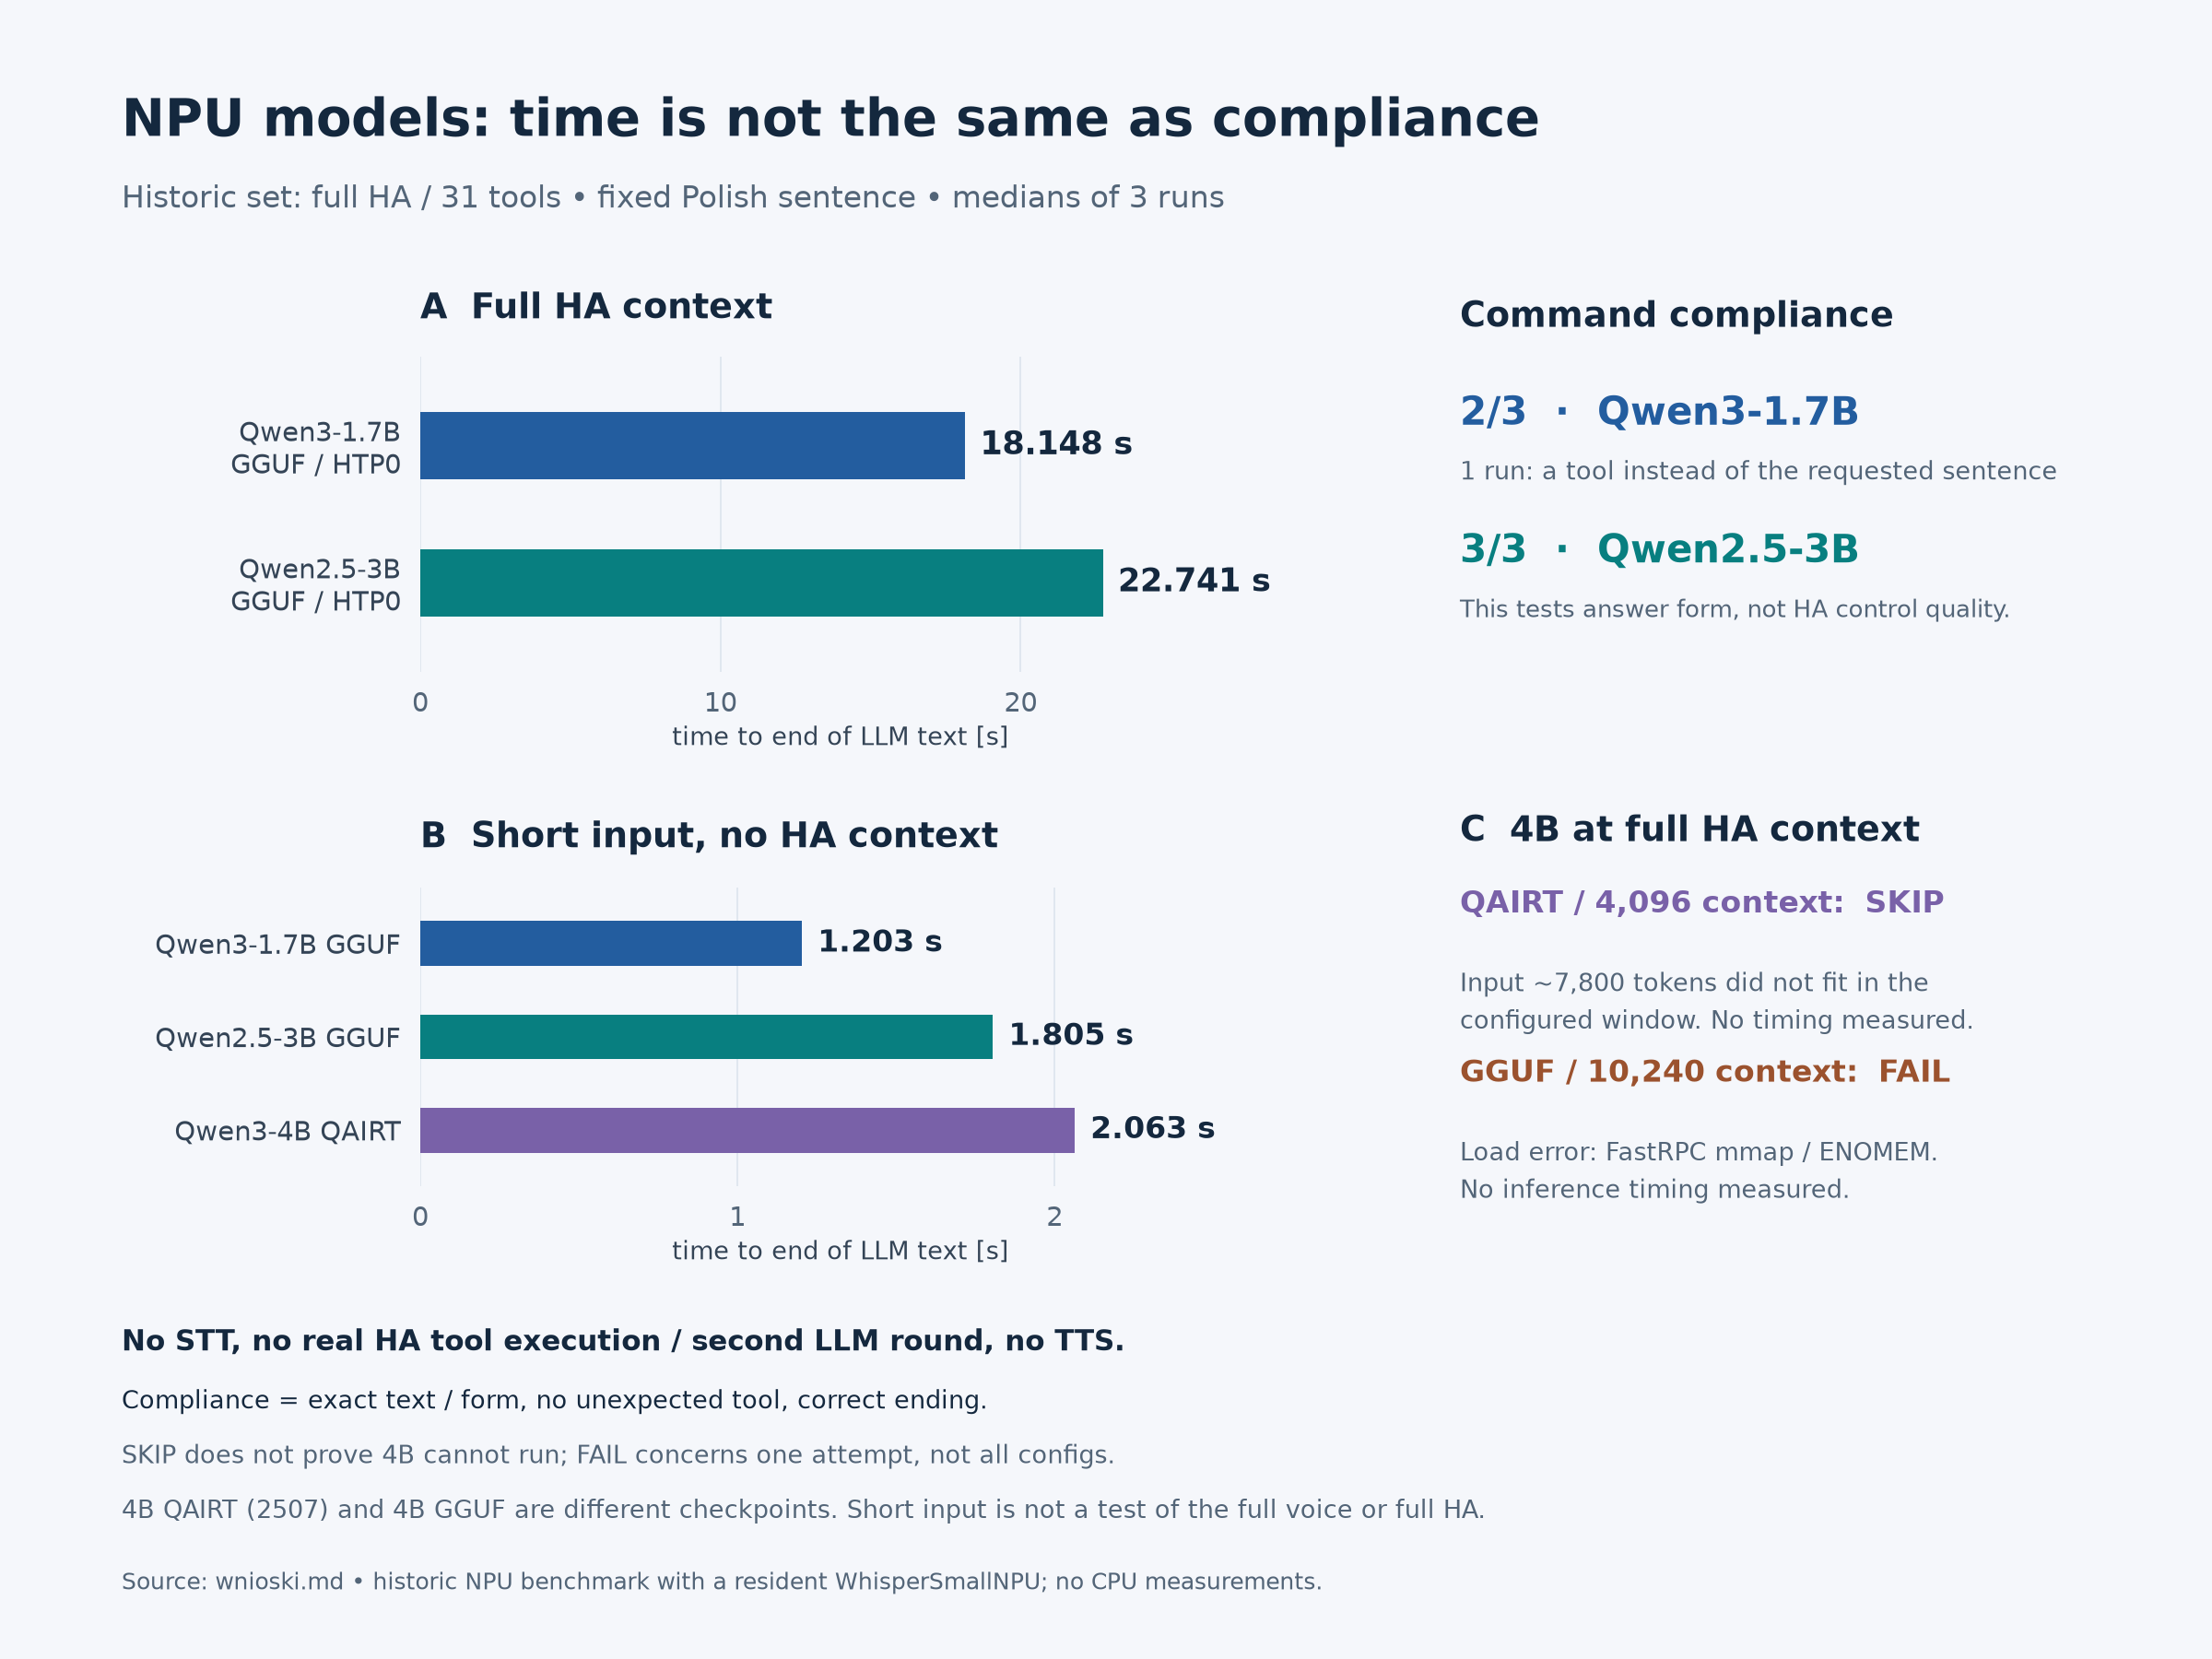 NPU models: time is not the same as compliance
Historic set: full HA / 31 tools • fixed Polish sentence • medians of 3 runs
A  Full HA context
Qwen3-1.7B
GGUF / HTP0
18.148 s
Qwen2.5-3B
GGUF / HTP0
22.741 s
0 10 20
time to end of LLM text [s]
Command compliance
2/3 · Qwen3-1.7B
1 run: a tool instead of the requested sentence
3/3 · Qwen2.5-3B
This tests answer form, not HA control quality.
B  Short input, no HA context
Qwen3-1.7B GGUF
1.203 s
Qwen2.5-3B GGUF
1.805 s
Qwen3-4B QAIRT
2.063 s
0 1 2
time to end of LLM text [s]
C  4B at full HA context
QAIRT / 4,096 context:  SKIP
Input ~7,800 tokens did not fit in the
configured window. No timing measured.
GGUF / 10,240 context:  FAIL
Load error: FastRPC mmap / ENOMEM.
No inference timing measured.
No STT, no real HA tool execution / second LLM round, no TTS.
Compliance = exact text / form, no unexpected tool, correct ending.
SKIP does not prove 4B cannot run; FAIL concerns one attempt, not all configs.
4B QAIRT (2507) and 4B GGUF are different checkpoints. Short input is not a test of the full voice or full HA.
Source: wnioski.md • historic NPU benchmark with a resident WhisperSmallNPU; no CPU measurements.